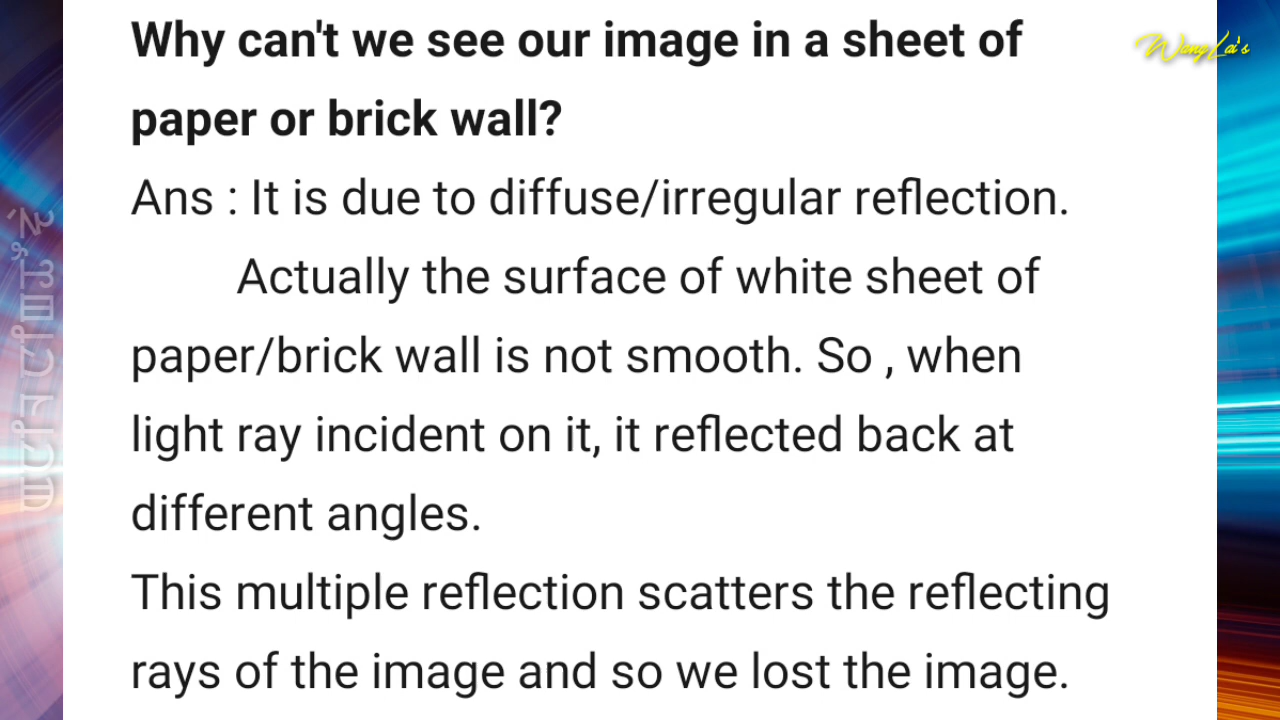 Why can't we see our image in a sheet of
paper or brick wall?
Ans : It is due to diffuse/irregular reflection.
Actually the surface of white sheet of
paper/brick wall is not smooth. So , when
light ray incident on it, it reflected back at
different angles.
This multiple reflection scatters the reflecting
rays of the image and so we lost the image.
WangLai's